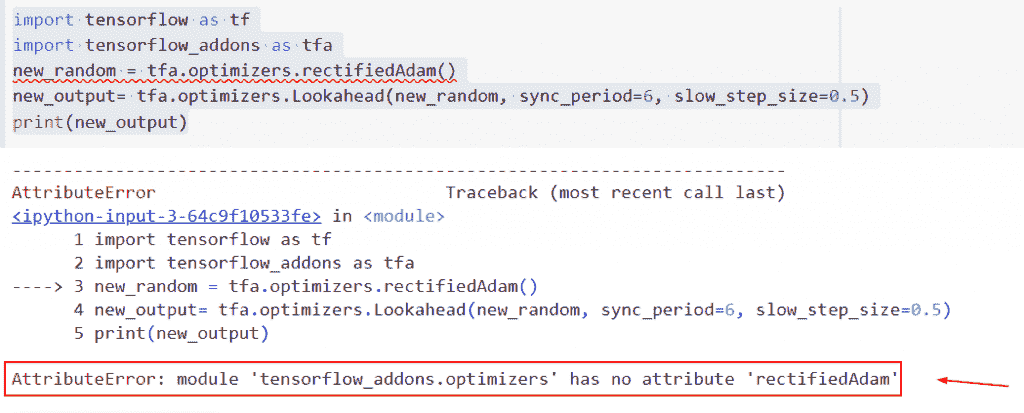 import tensorflow as tf
import tensorflow_addons as tfa
new_random = tfa.optimizers.rectifiedAdam()
new_output= tfa.optimizers.Lookahead(new_random, sync_period=6, slow_step_size=0.5)
print(new_output)
---------------------------------------------------------------------------
AttributeError                            Traceback (most recent call last)
<ipython-input-3-64c9f10533fe> in <module>
      1 import tensorflow as tf
      2 import tensorflow_addons as tfa
----> 3 new_random = tfa.optimizers.rectifiedAdam()
      4 new_output= tfa.optimizers.Lookahead(new_random, sync_period=6, slow_step_size=0.5)
      5 print(new_output)
AttributeError: module 'tensorflow_addons.optimizers' has no attribute 'rectifiedAdam'